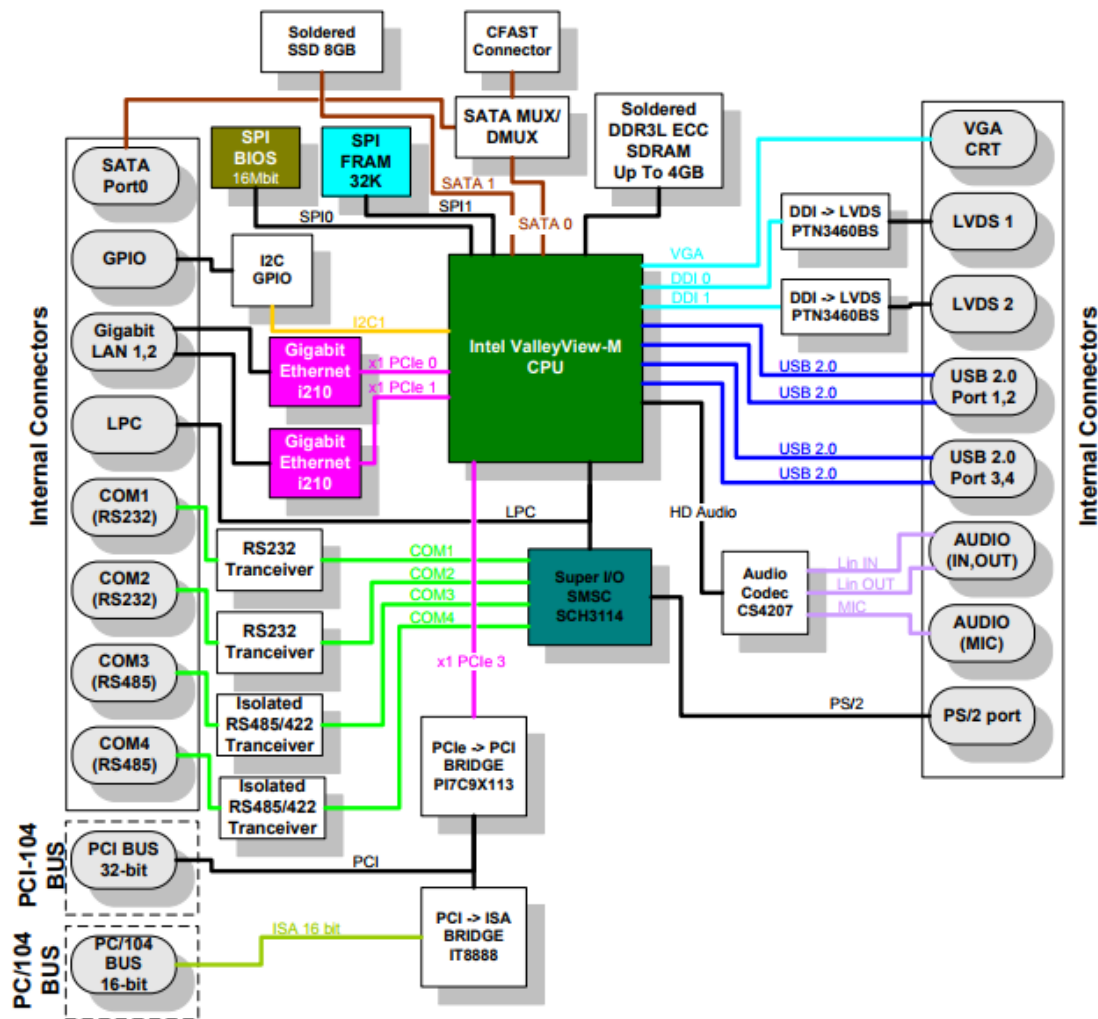 Soldered
SSD 8GB
CFAST
Connector
SATA MUX/
DMUX
Soldered
DDR3L ECC
SDRAM
Up To 4GB
SPI
BIOS
16Mbit
SPI
FRAM
32K
SATA 1
SATA 0
SPI0
SPI1
Internal Connectors
SATA
Port0
GPIO
I2C
GPIO
I2C1
Gigabit
LAN 1,2
Gigabit
Ethernet
i210
x1 PCIe 0
x1 PCIe 1
Gigabit
Ethernet
i210
LPC
LPC
Intel ValleyView-M
CPU
VGA
DDI 0
DDI 1
DDI -> LVDS
PTN3460BS
DDI -> LVDS
PTN3460BS
USB 2.0
USB 2.0
USB 2.0
USB 2.0
HD Audio
VGA
CRT
LVDS 1
LVDS 2
USB 2.0
Port 1,2
USB 2.0
Port 3,4
AUDIO
(IN,OUT)
AUDIO
(MIC)
PS/2 port
Internal Connectors
COM1
(RS232)
COM2
(RS232)
COM3
(RS485)
COM4
(RS485)
RS232
Tranceiver
RS232
Tranceiver
Isolated
RS485/422
Tranceiver
Isolated
RS485/422
Tranceiver
COM1
COM2
COM3
COM4
Super I/O
SMSC
SCH3114
Audio
Codec
CS4207
Lin IN
Lin OUT
MIC
PS/2
x1 PCIe 3
PCIe -> PCI
BRIDGE
PI7C9X113
PCI-104
BUS
PCI BUS
32-bit
PCI
PCI -> ISA
BRIDGE
IT8888
PC/104
BUS
PC/104
BUS
16-bit
ISA 16 bit